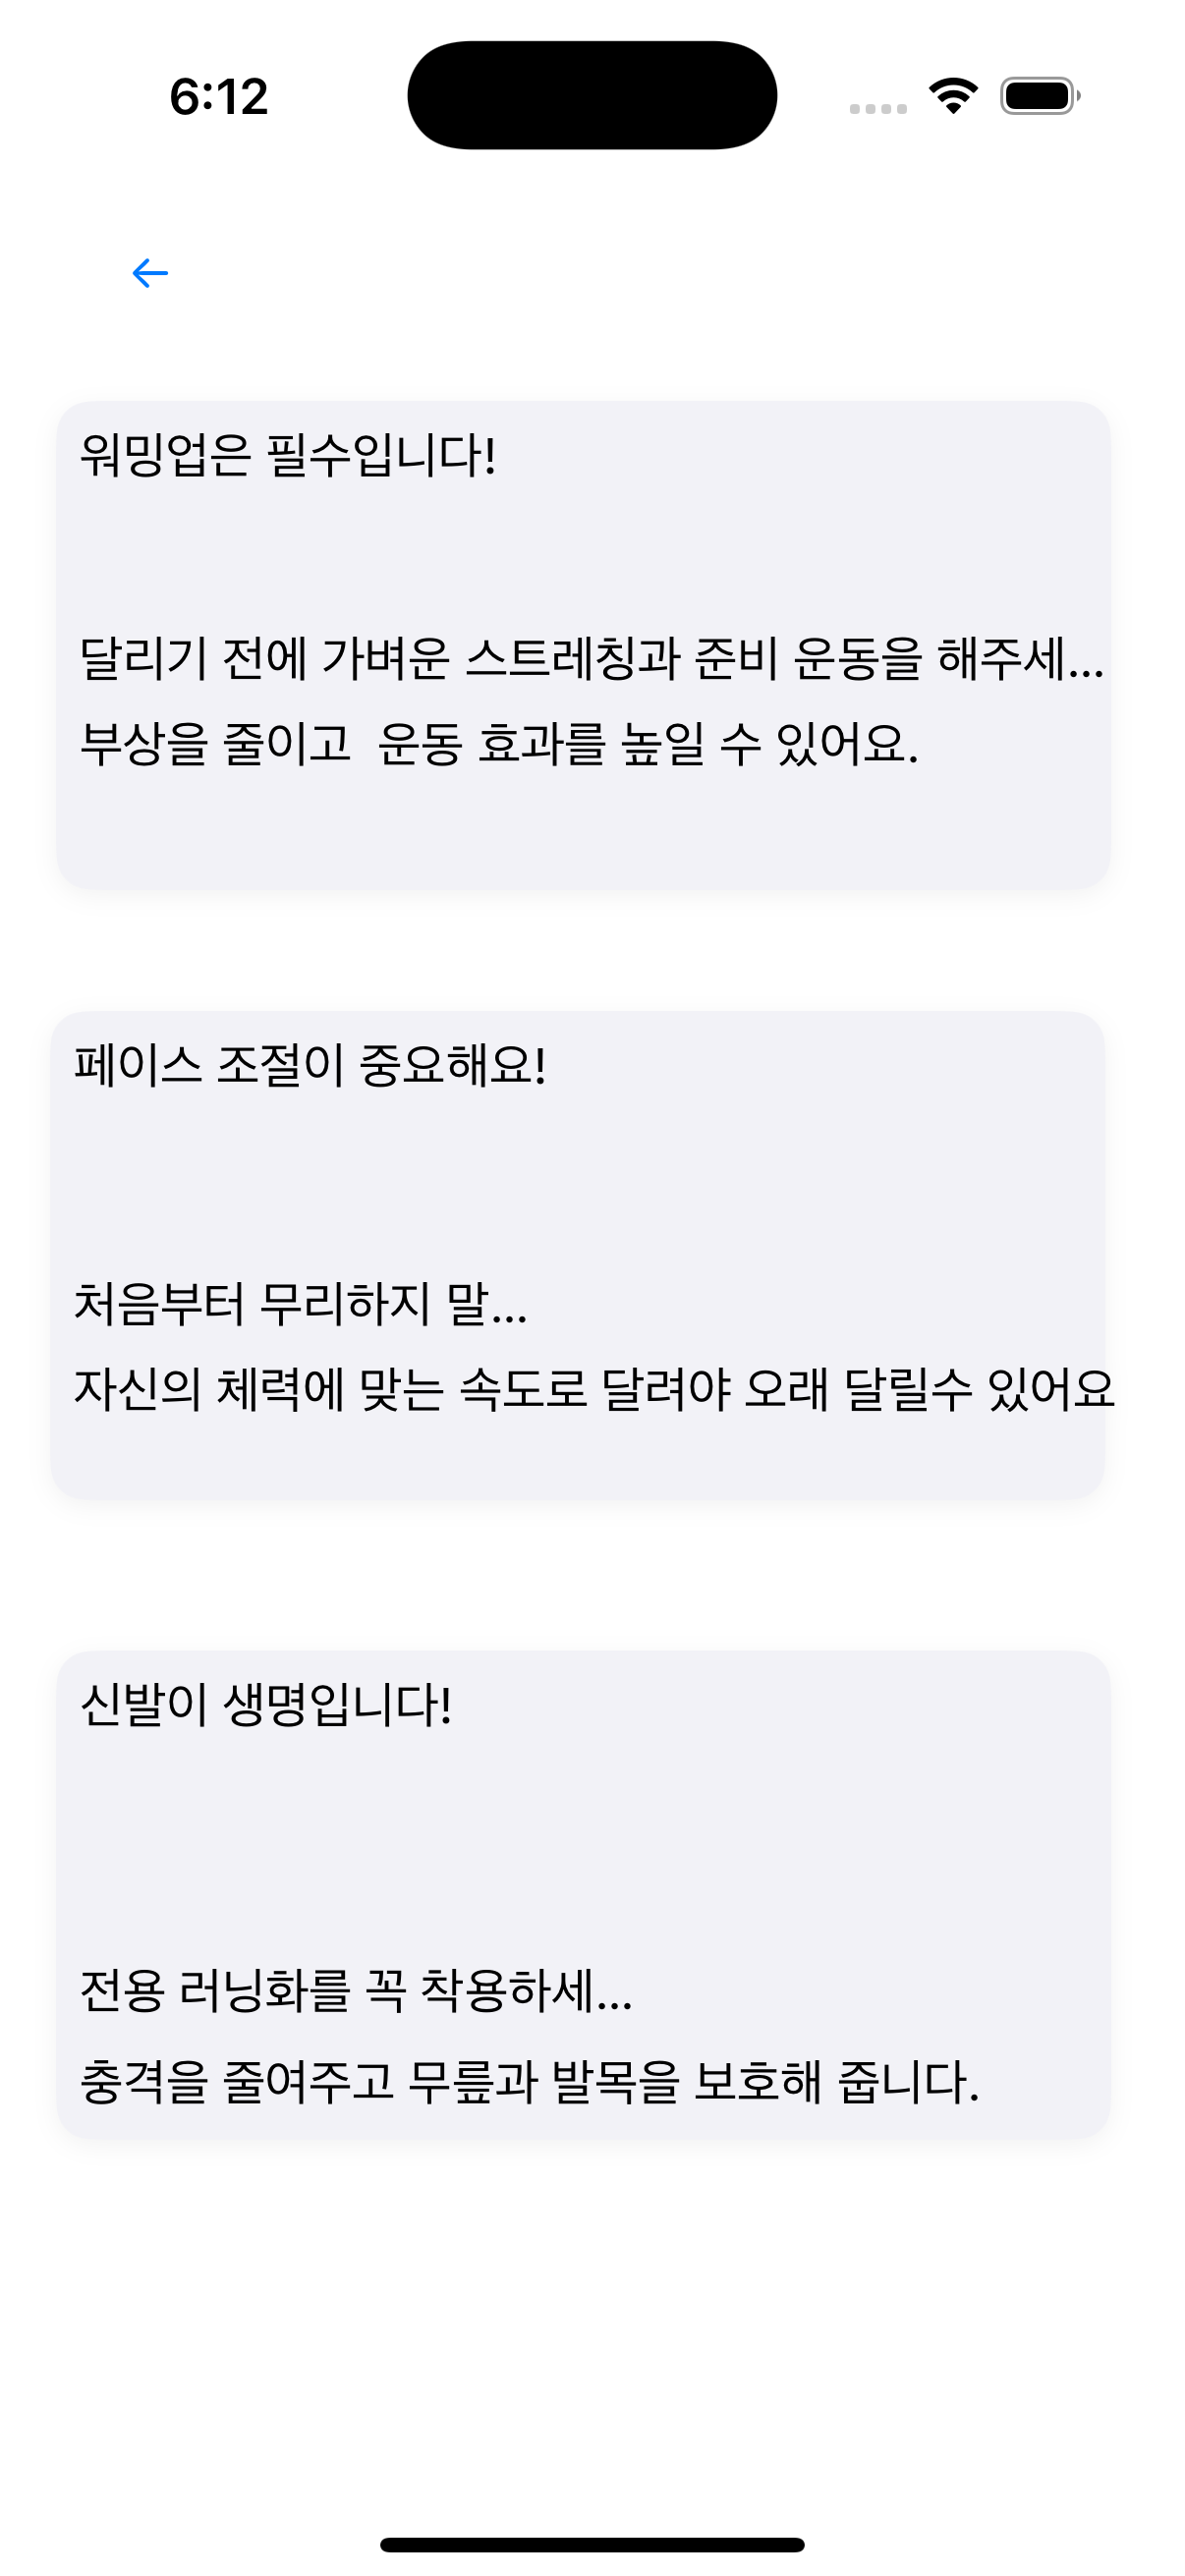 6:12
워밍업은 필수입니다!
달리기 전에 가벼운 스트레칭과 준비 운동을 해주세...
부상을 줄이고  운동 효과를 높일 수 있어요.
페이스 조절이 중요해요!
처음부터 무리하지 말...
자신의 체력에 맞는 속도로 달려야 오래 달릴수 있어요
신발이 생명입니다!
전용 러닝화를 꼭 착용하세...
충격을 줄여주고 무릎과 발목을 보호해 줍니다.